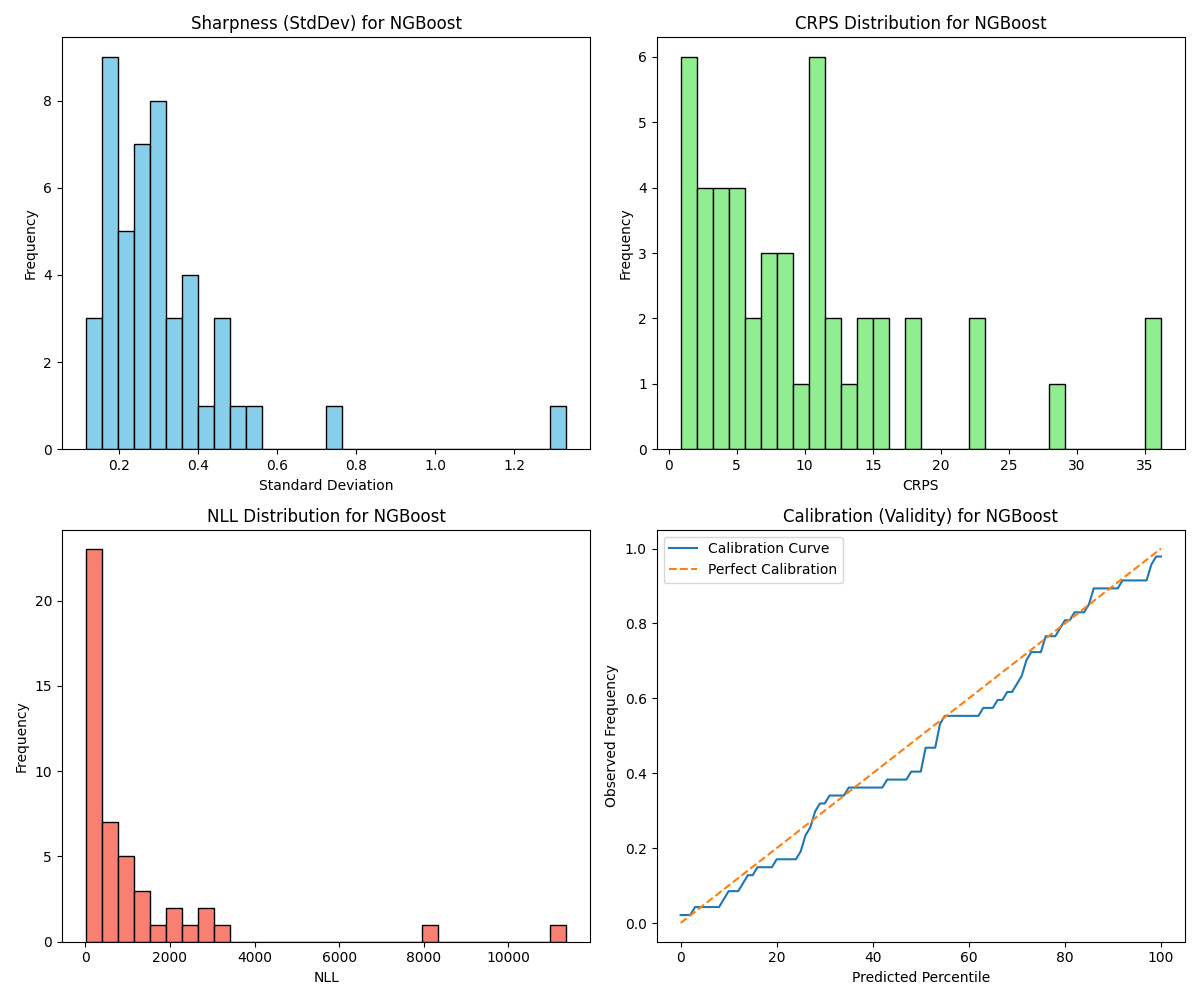 Sharpness (StdDev) for NGBoost
Frequency
8
6
4
2
0
0.2 0.4 0.6 0.8 1.0 1.2
Standard Deviation
CRPS Distribution for NGBoost
Frequency
6
5
4
3
2
1
0
0 5 10 15 20 25 30 35
CRPS
NLL Distribution for NGBoost
Frequency
20
15
10
5
0
0 2000 4000 6000 8000 10000
NLL
Calibration (Validity) for NGBoost
Calibration Curve
Perfect Calibration
Observed Frequency
1.0
0.8
0.6
0.4
0.2
0.0
0 20 40 60 80 100
Predicted Percentile